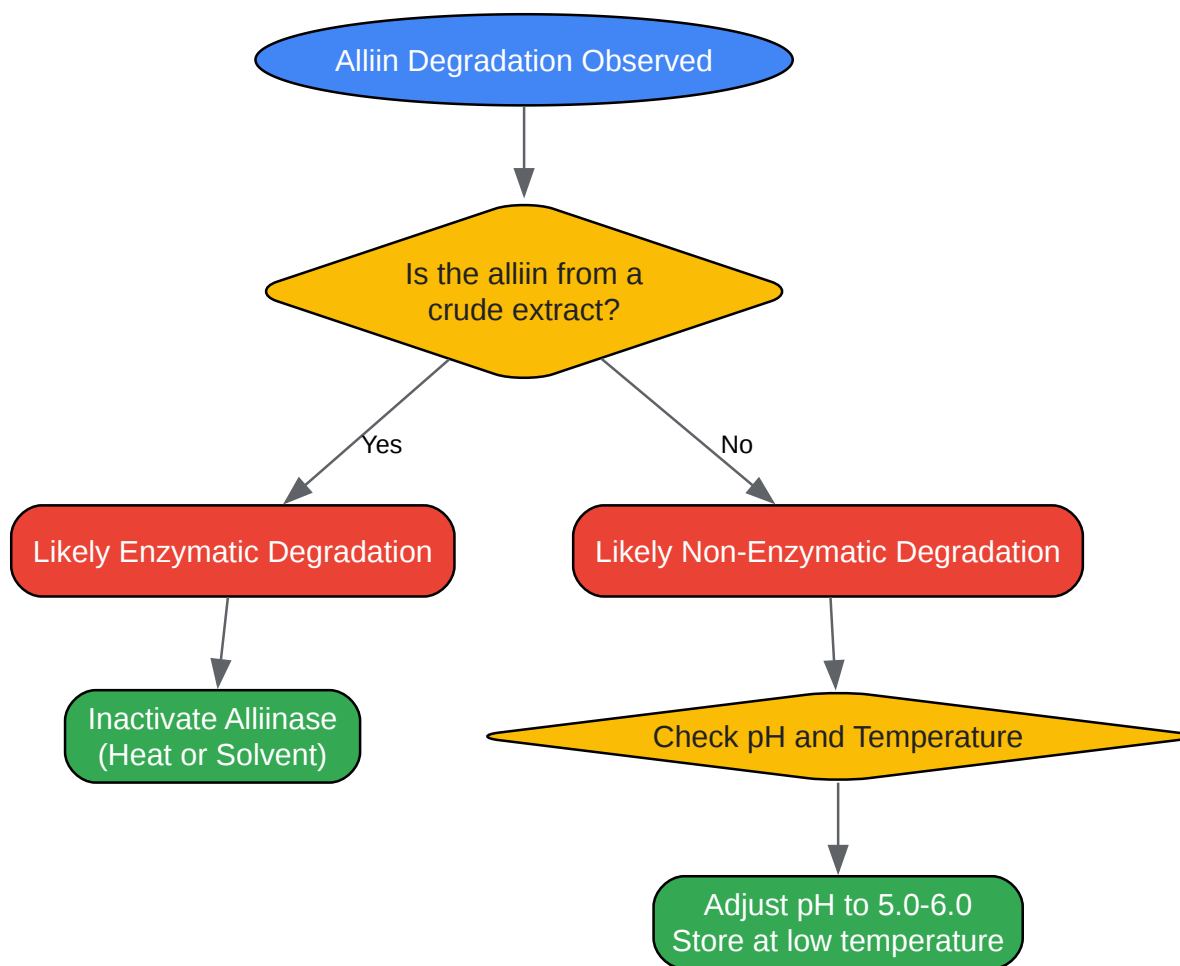 Alliin Degradation Observed
Is the alliin from a
crude extract?
Yes
No
Likely Enzymatic Degradation
Likely Non-Enzymatic Degradation
Inactivate Alliinase
(Heat or Solvent)
Check pH and Temperature
Adjust pH to 5.0-6.0
Store at low temperature